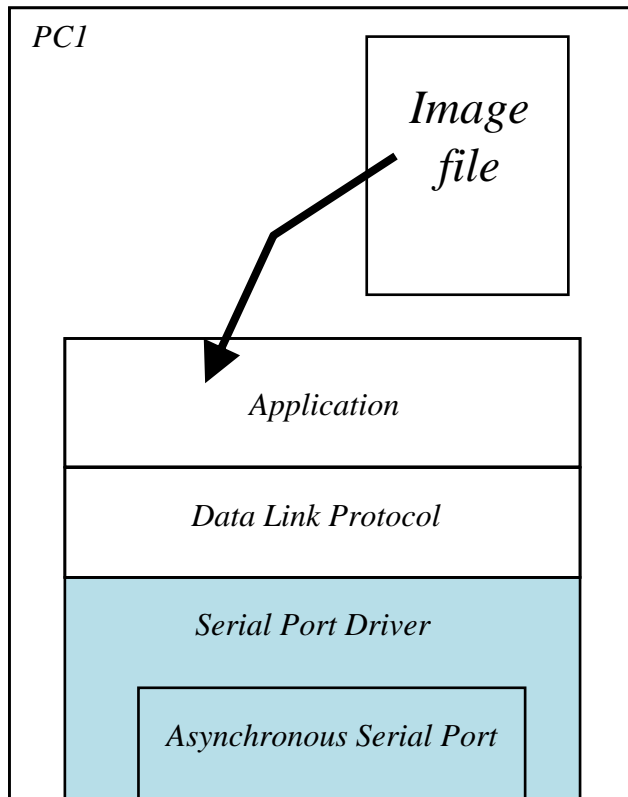 PC1
Image
file
Application
Data Link Protocol
Serial Port Driver
Asynchronous Serial Port